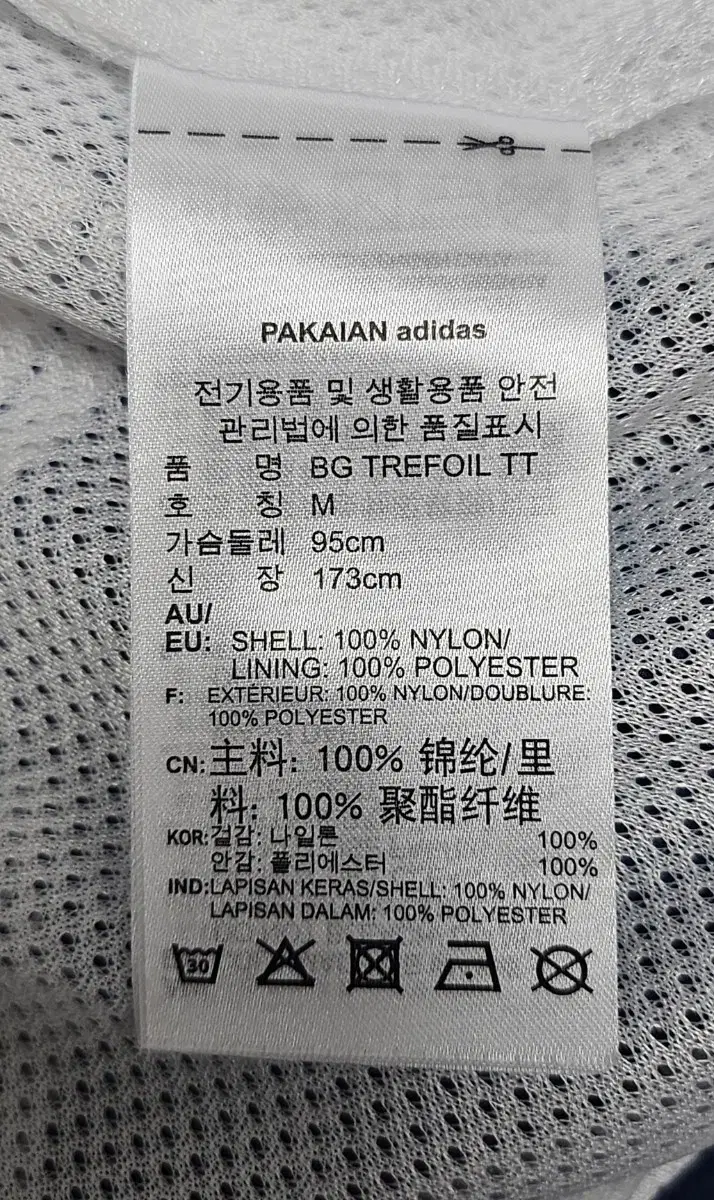 PAKAIAN adidas
전기용품 및 생활용품 안전
관리법에 의한 품질표시
품 명 BG TREFOIL TT
호 칭 M
가슴둘레 95cm
신 장 173cm
AU/
EU: SHELL: 100% NYLON/
LINING: 100% POLYESTER
F: EXTÉRIEUR: 100% NYLON/DOUBLURE:
100% POLYESTER
CN: 主料: 100% 锦纶/里
料: 100% 聚酯纤维
KOR: 겉감: 나일론 100%
안감: 폴리에스터 100%
IND: LAPISAN KERAS/SHELL: 100% NYLON/
LAPISAN DALAM: 100% POLYESTER
30